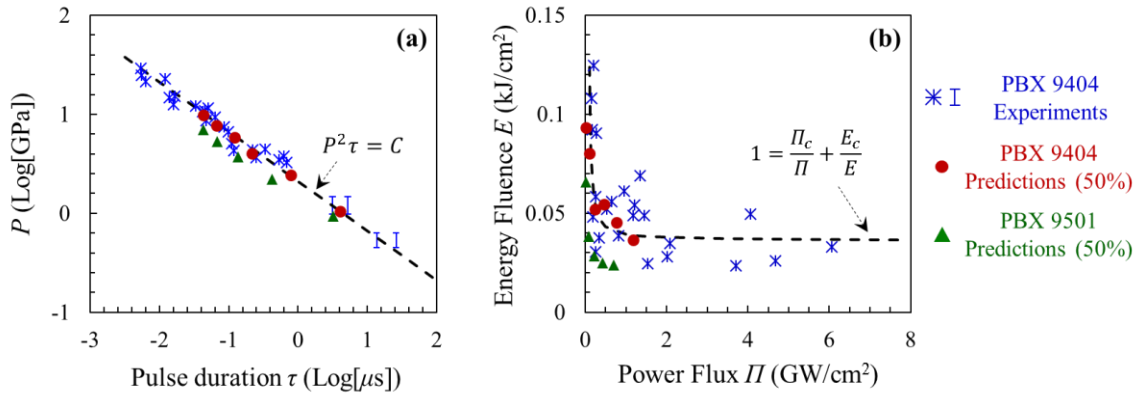 2
(a)
1
P²τ = C
0
-1
-3
-2
-1
0
1
2
P (Log[GPa])
Pulse duration τ (Log[μs])
0.15
(b)
0.1
1 = Π_c/Π + E_c/E
0.05
0
0
2
4
6
8
Energy Fluence E (kJ/cm²)
Power Flux Π (GW/cm²)
PBX 9404
Experiments
PBX 9404
Predictions (50%)
PBX 9501
Predictions (50%)